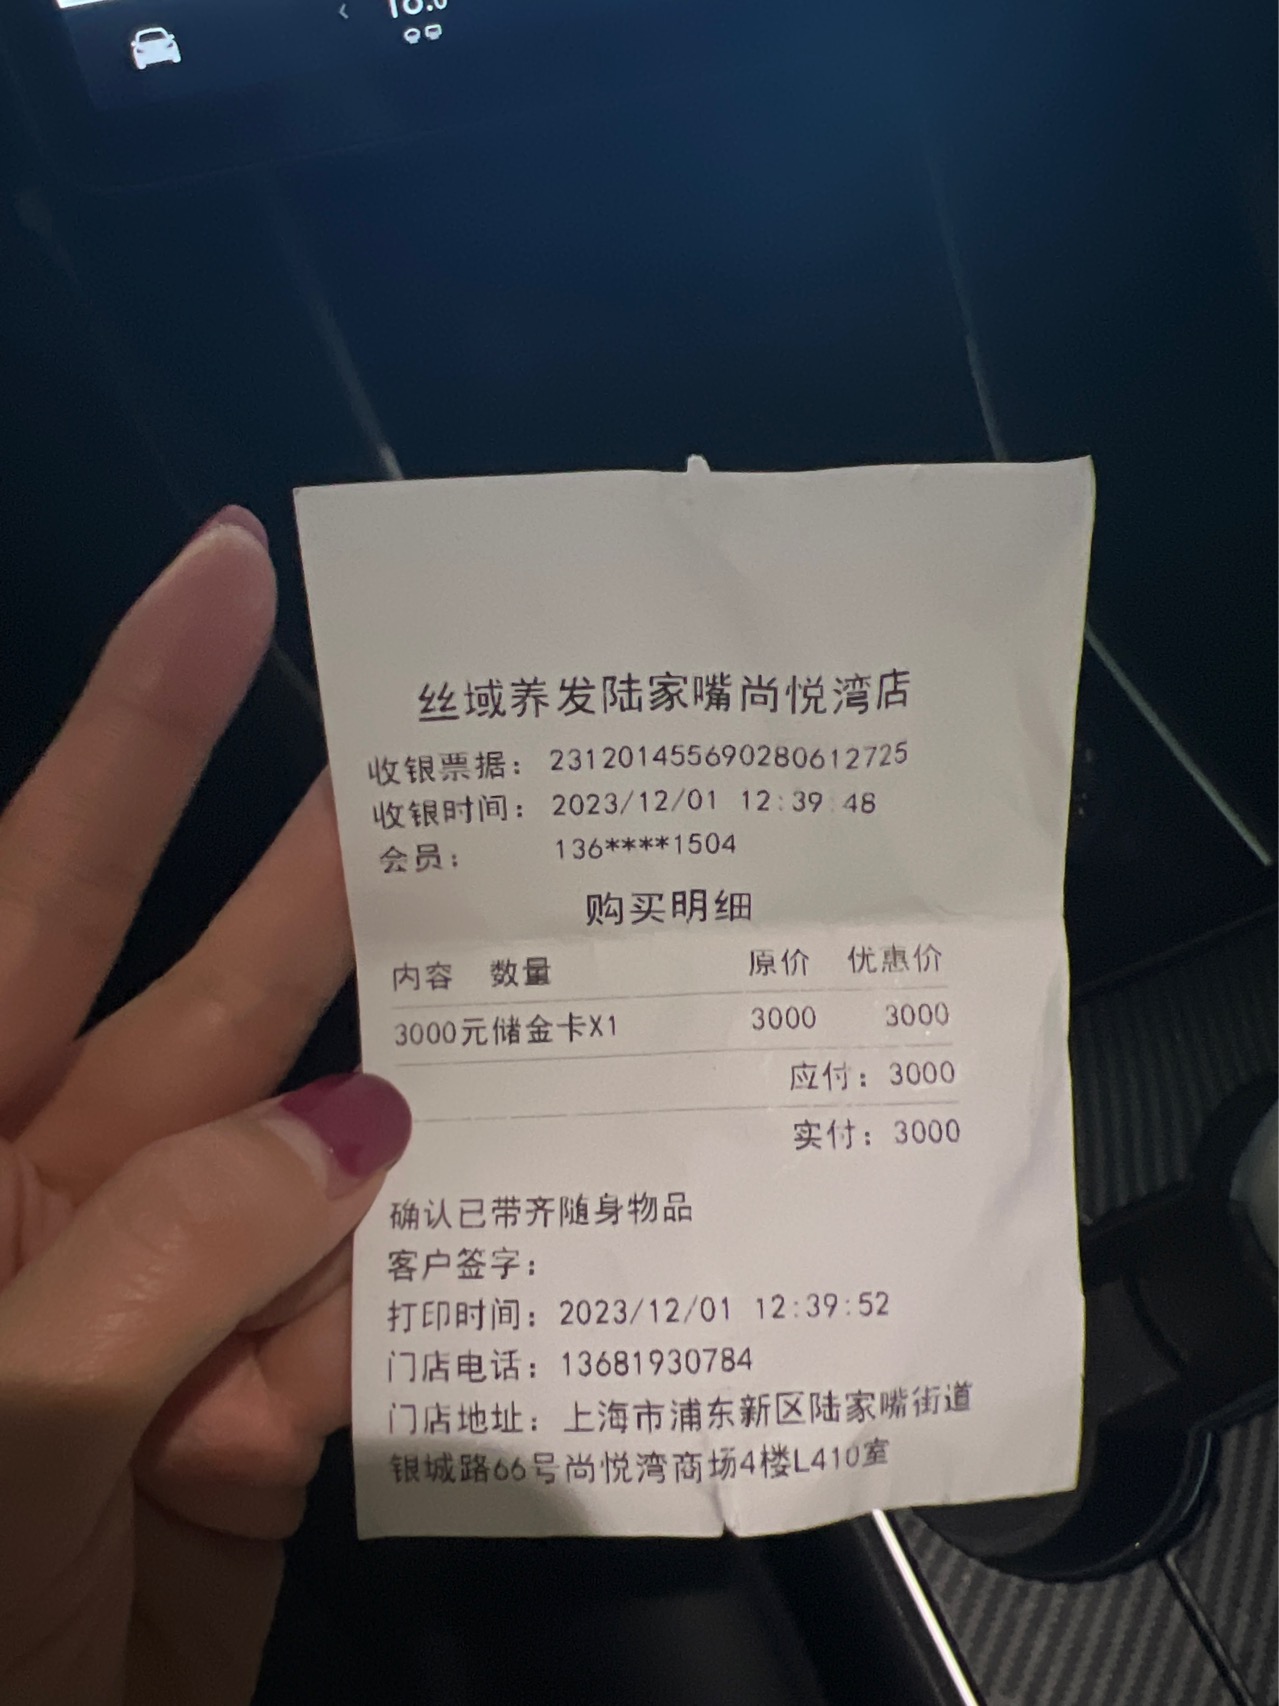 丝域养发陆家嘴尚悦湾店
收银票据：231201455690280612725
收银时间：2023/12/01 12:39:48
会员：136****1504
购买明细
内容 数量 原价 优惠价
3000元储金卡X1 3000 3000
应付：3000
实付：3000
确认已带齐随身物品
客户签字：
打印时间：2023/12/01 12:39:52
门店电话：13681930784
门店地址：上海市浦东新区陆家嘴街道
银城路66号尚悦湾商场4楼L410室